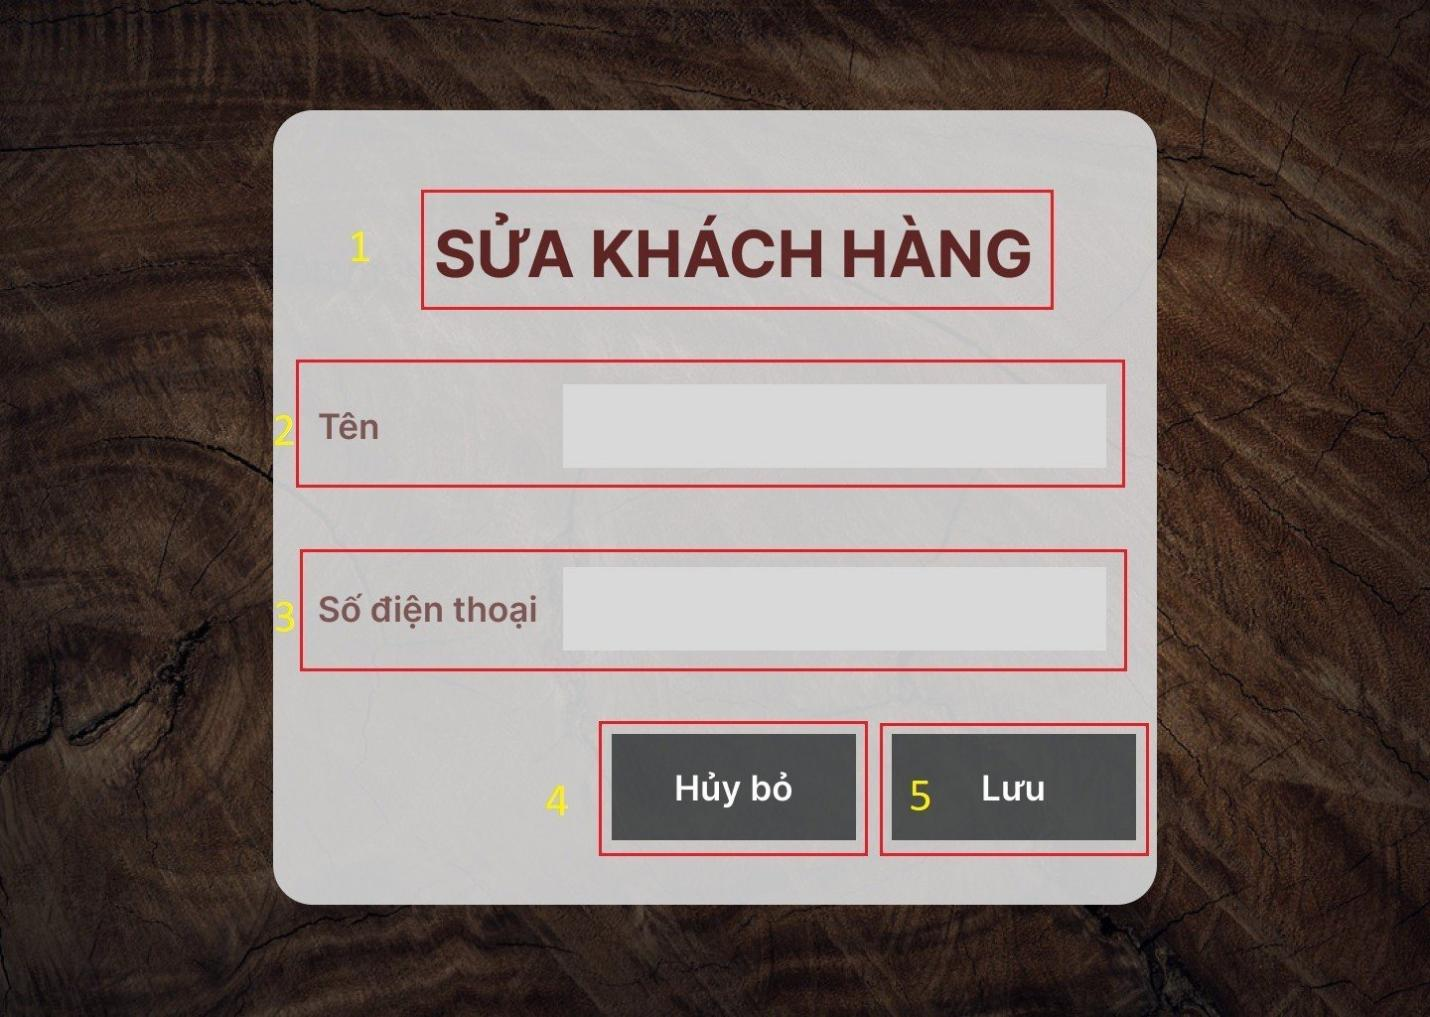 1 SỬA KHÁCH HÀNG
2 Tên
3 Số điện thoại
4 Hủy bỏ 5 Lưu